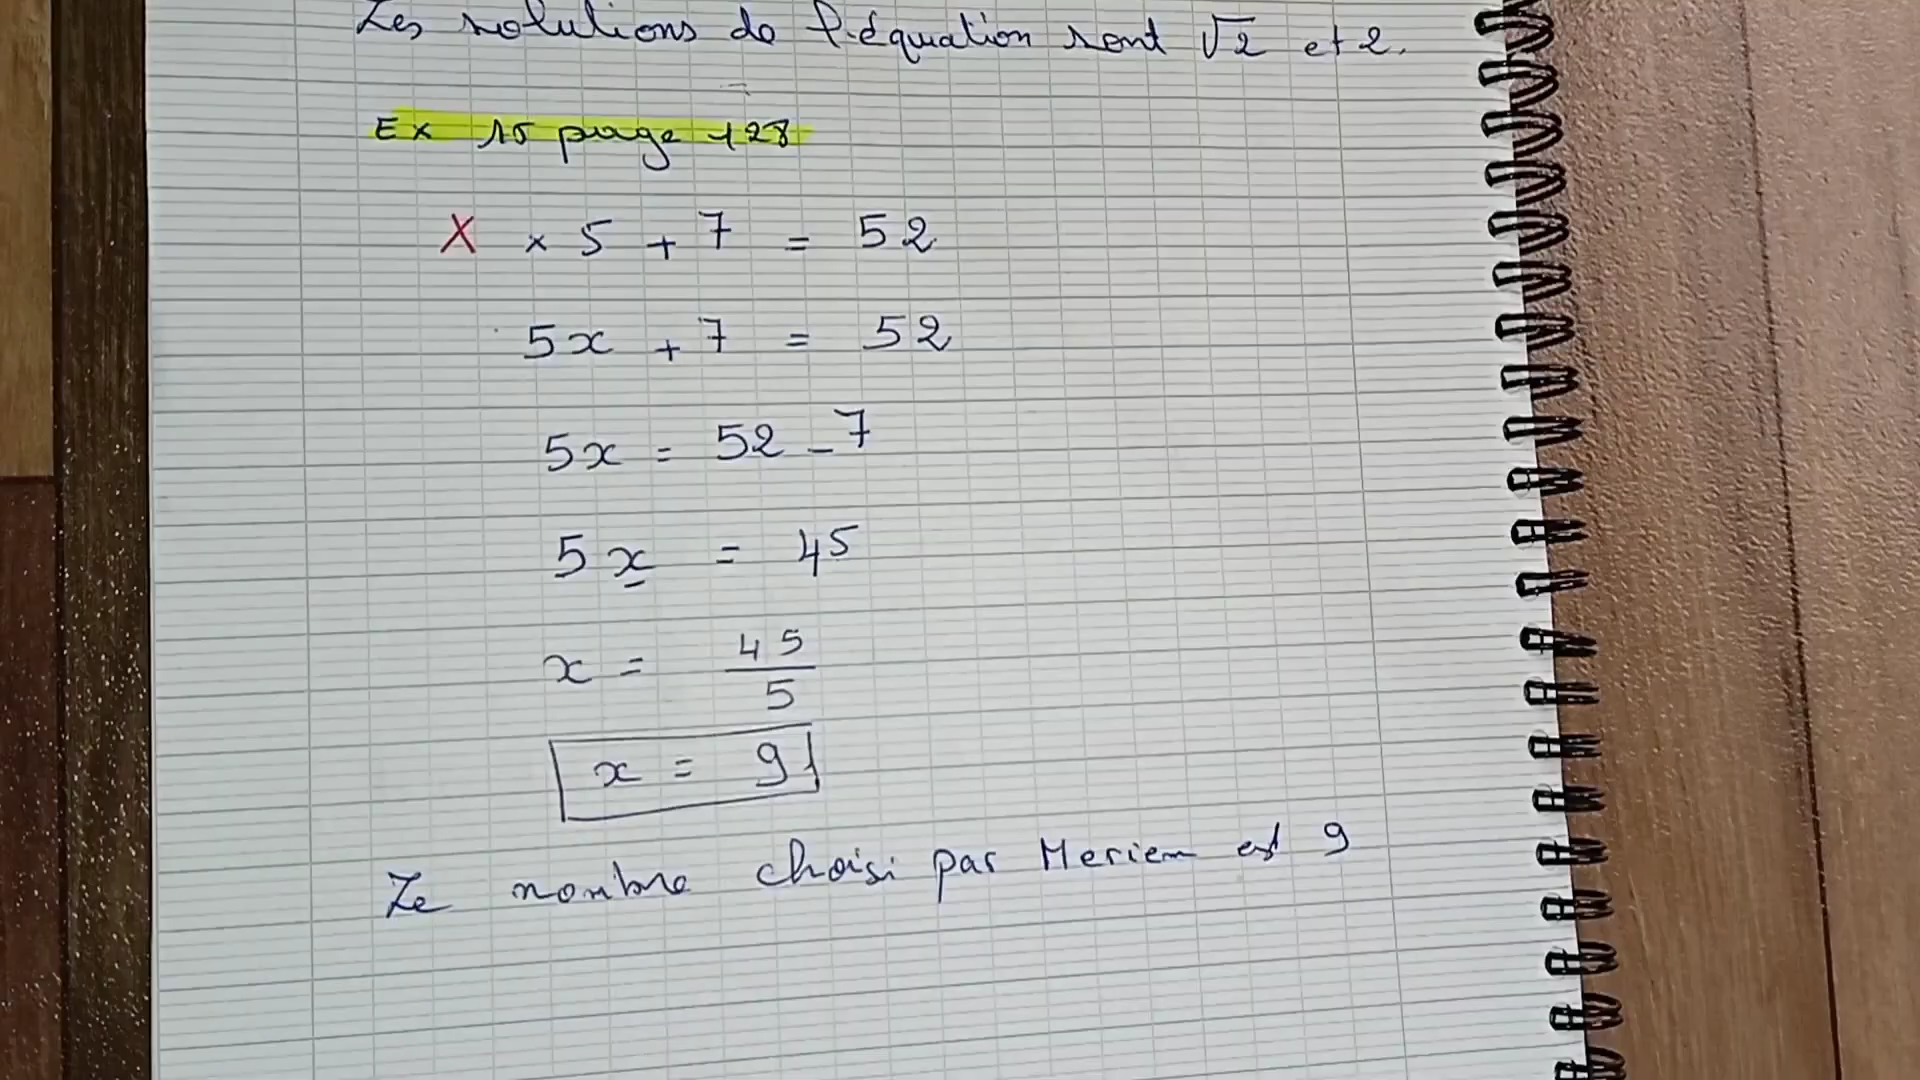 Les solutions de l'équation sont √2 et 2.
Ex 15 page 128
X × 5 + 7 = 52
5x + 7 = 52
5x = 52 - 7
5x = 45
x = 45/5
x = 9
Le nombre choisi par Meriem est 9